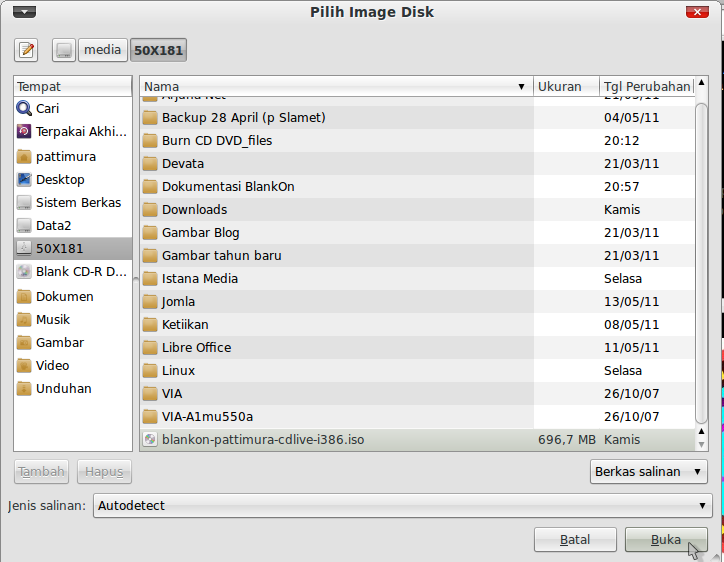 Pilih Image Disk
media 50X181
Tempat
Cari
Terpakai Akhi...
pattimura
Desktop
Sistem Berkas
Data2
50X181
Blank CD-R D...
Dokumen
Musik
Gambar
Video
Unduhan
Nama Ukuran Tgl Perubahan
Arjuna Net 21/03/11
Backup 28 April (p Slamet) 04/05/11
Burn CD DVD_files 20:12
Devata 21/03/11
Dokumentasi BlankOn 20:57
Downloads Kamis
Gambar Blog 21/03/11
Gambar tahun baru 21/03/11
Istana Media Selasa
Jomla 13/05/11
Ketiikan 08/05/11
Libre Office 11/05/11
Linux Selasa
VIA 26/10/07
VIA-A1mu550a 26/10/07
blankon-pattimura-cdlive-i386.iso 696,7 MB Kamis
Tambah Hapus
Berkas salinan
Jenis salinan: Autodetect
Batal Buka